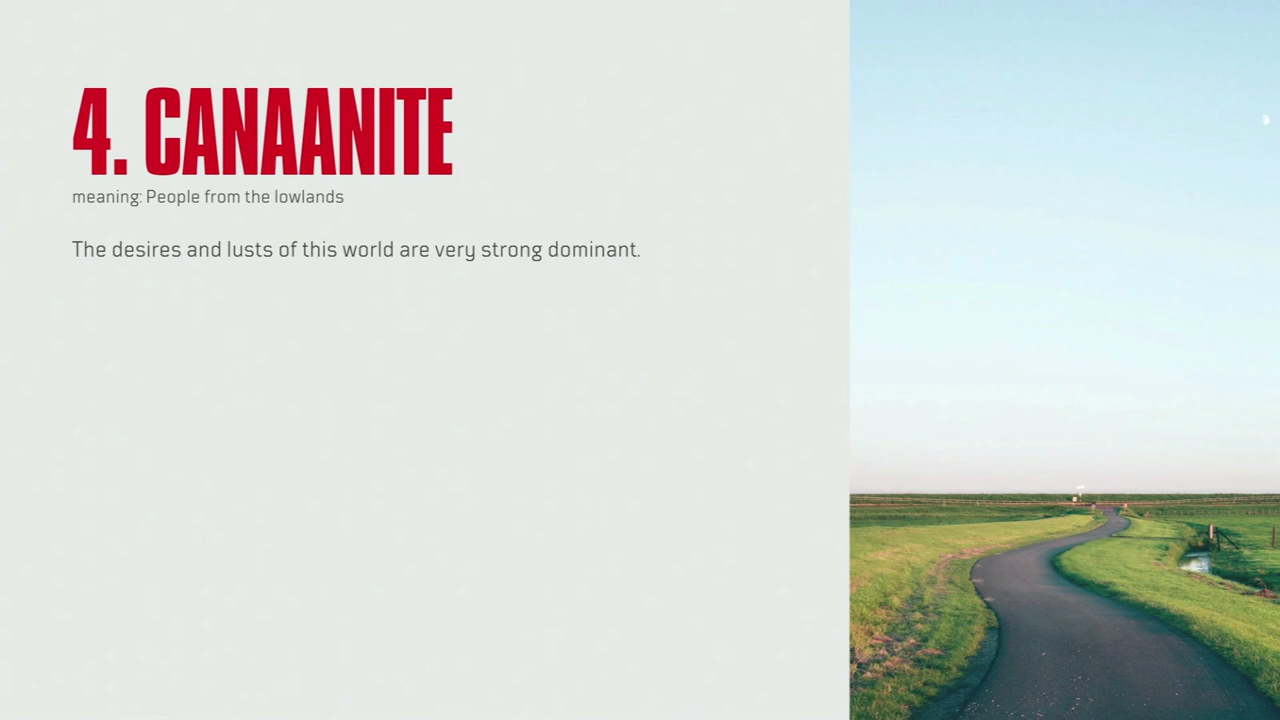 4. CANAANITE
meaning: People from the lowlands
The desires and lusts of this world are very strong dominant.